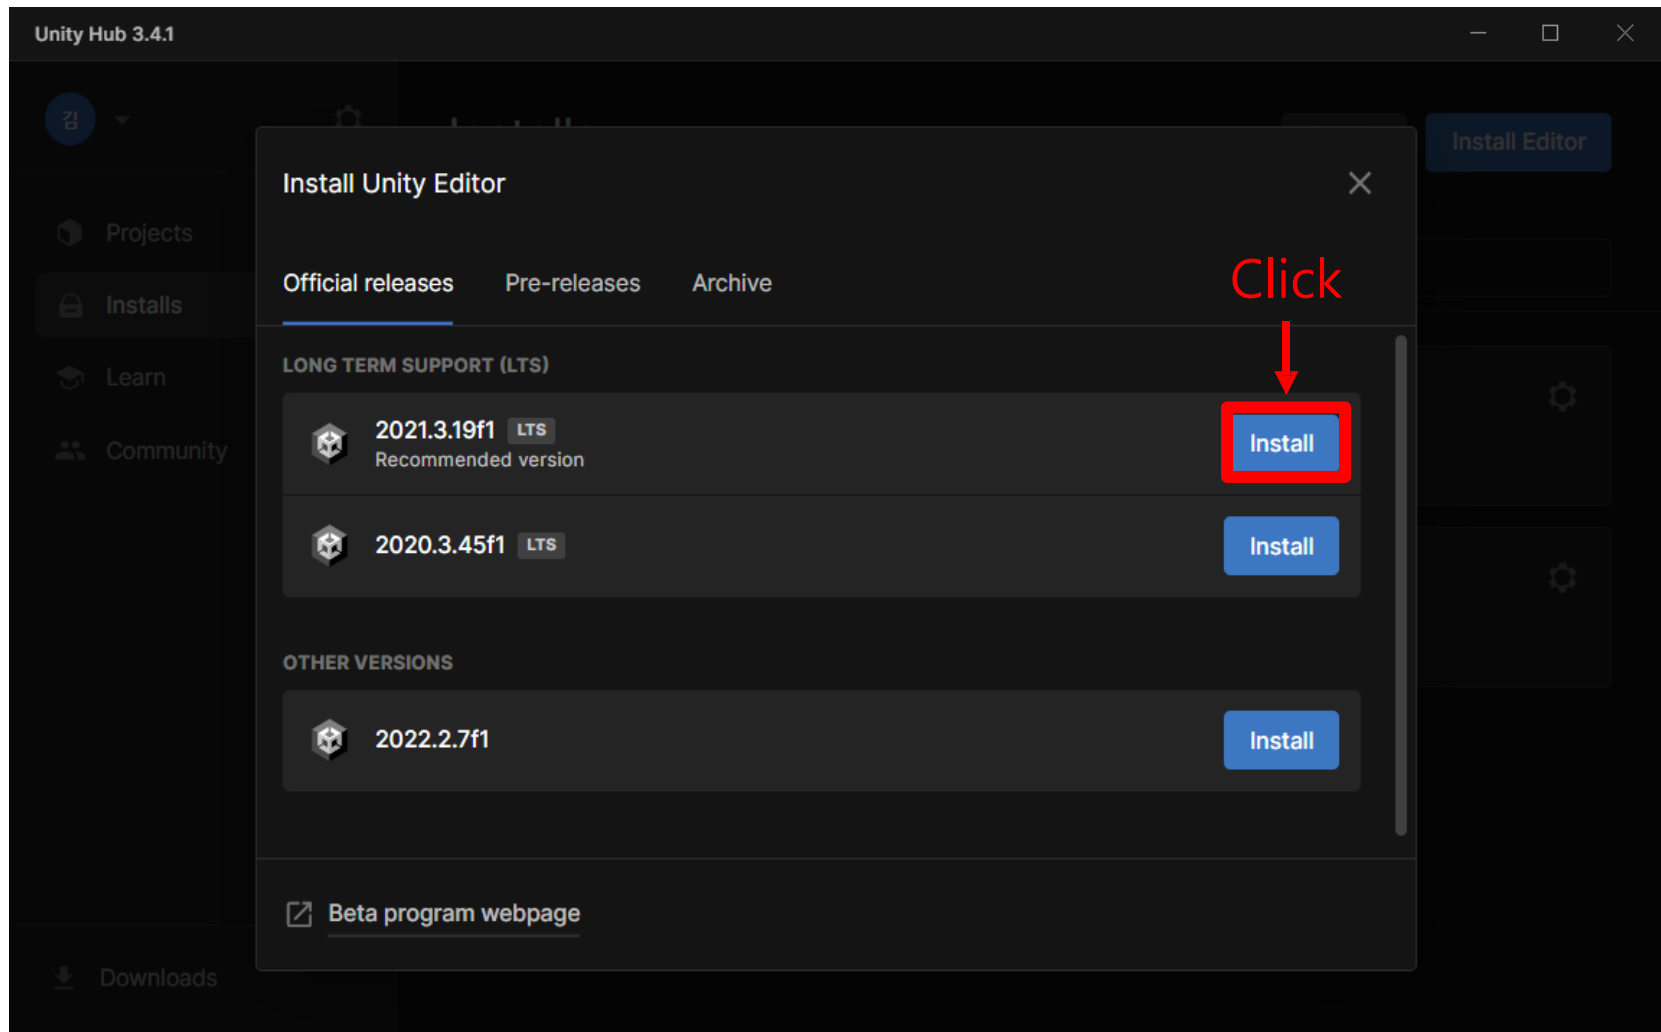 Unity Hub 3.4.1
김
Install Editor
Install Unity Editor
Projects
Official releases Pre-releases Archive
Click
Installs
LONG TERM SUPPORT (LTS)
Learn
2021.3.19f1 LTS
Install
Recommended version
Community
2020.3.45f1 LTS
Install
OTHER VERSIONS
2022.2.7f1
Install
Beta program webpage
Downloads